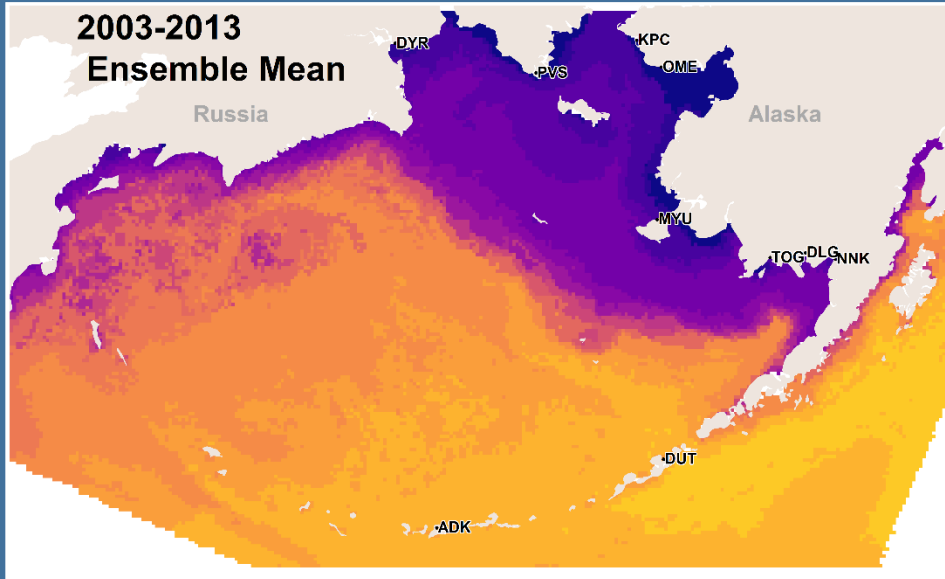 2003-2013
Ensemble Mean
DYR
KPC
OME
PVS
Russia
Alaska
MYU
TOG
DLG
NNK
DUT
ADK